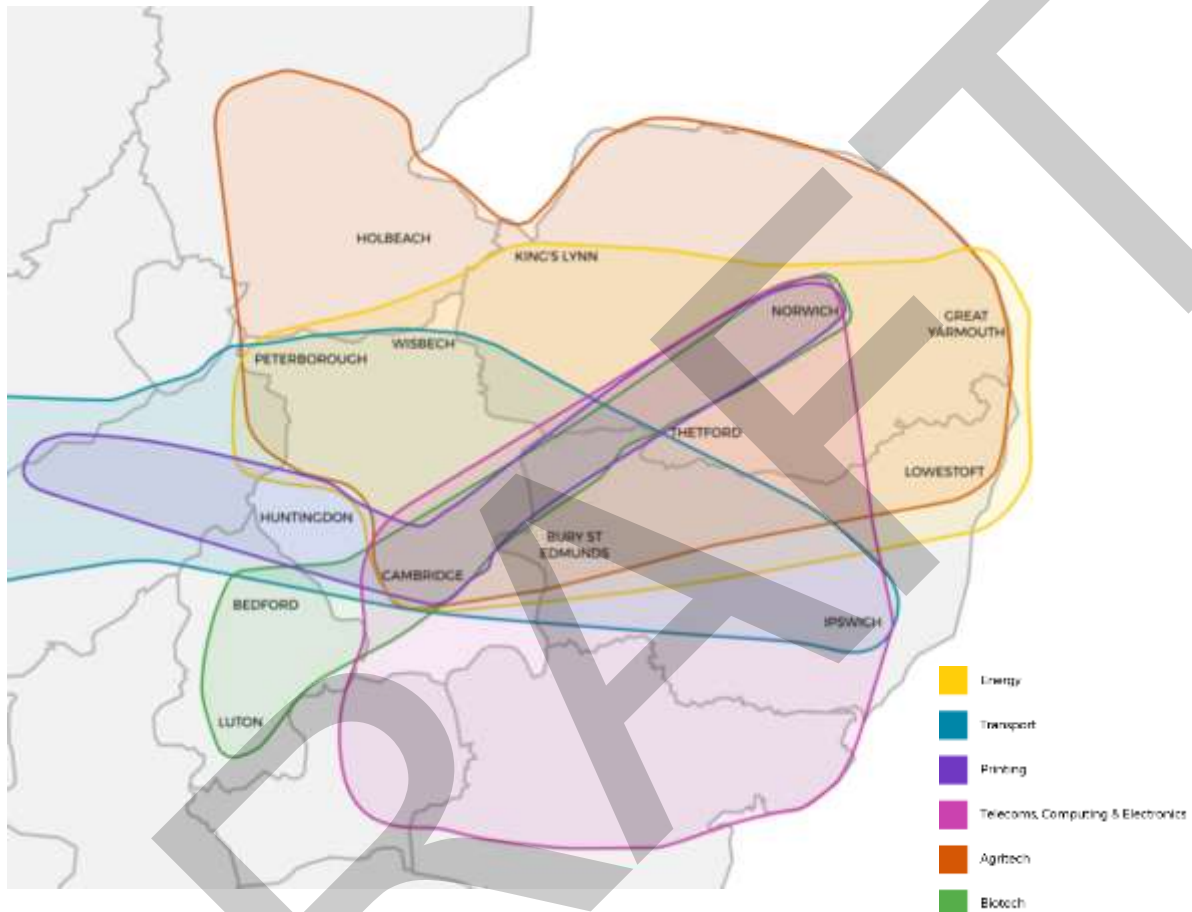 HOLBEACH
KING'S LYNN
NORWICH
GREAT
YARMOUTH
WISBECH
PETERBOROUGH
THETFORD
LOWESTOFT
HUNTINGDON
BURY ST
EDMUNDS
CAMBRIDGE
BEDFORD
IPSWICH
LUTON
Energy
Transport
Printing
Telecoms, Computing & Electronics
Agritech
Biotech
DRAFT